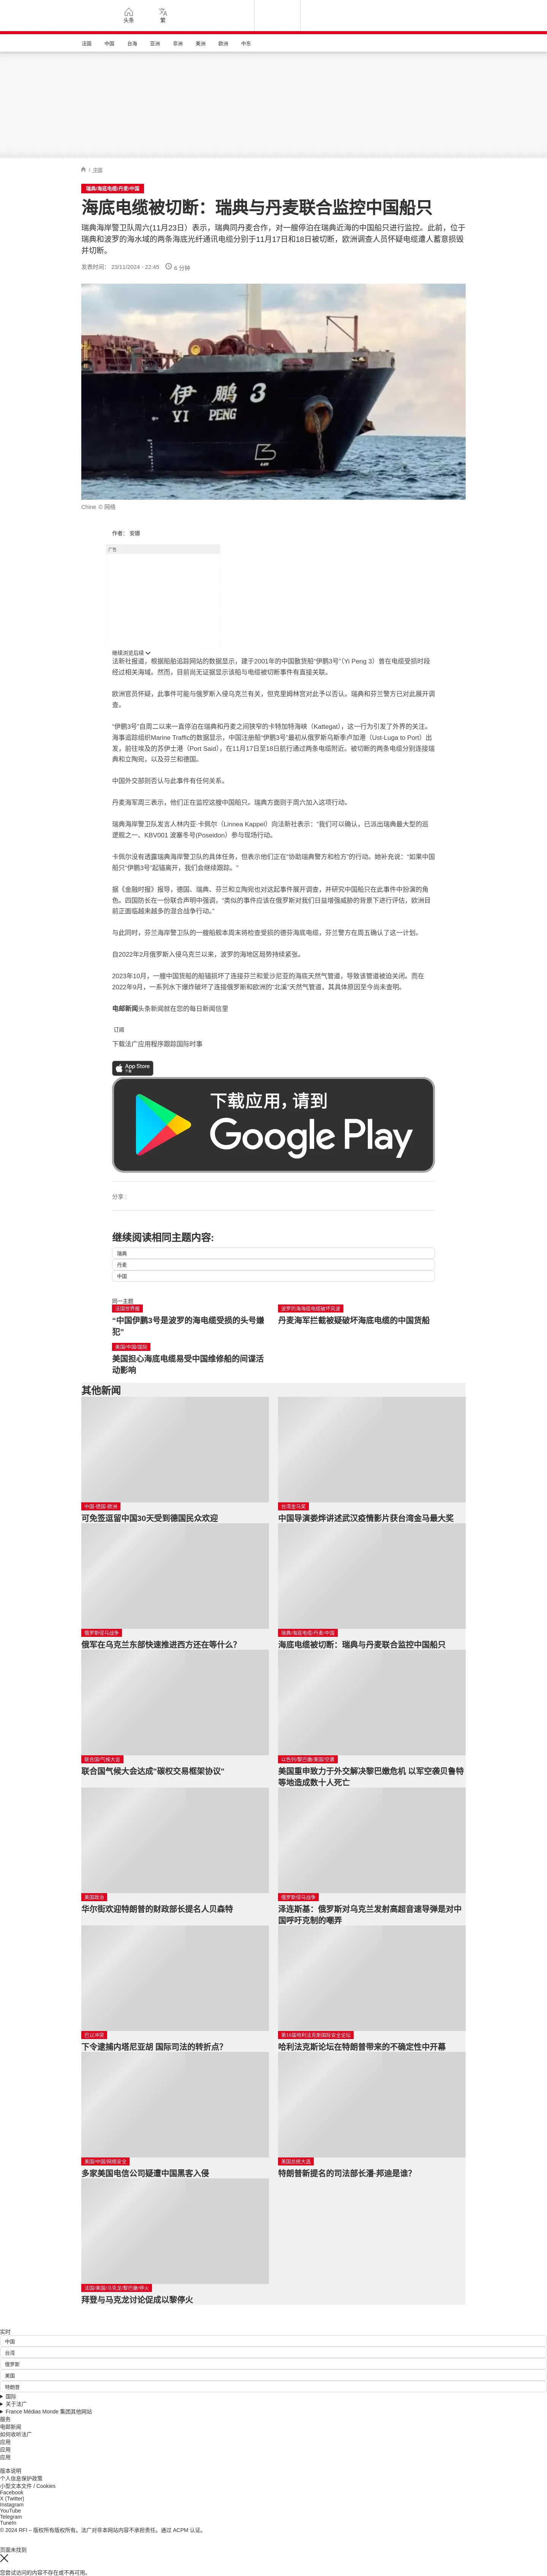 头条
繁
法国
中国
台海
亚洲
非洲
美洲
欧洲
中东
/ 中国
瑞典/海底电缆/丹麦/中国
海底电缆被切断：瑞典与丹麦联合监控中国船只
瑞典海岸警卫队周六(11月23日）表示，瑞典同丹麦合作，对一艘停泊在瑞典近海的中国船只进行监控。此前，位于
瑞典和波罗的海水域的两条海底光纤通讯电缆分别于11月17日和18日被切断，欧洲调查人员怀疑电缆遭人蓄意损毁
并切断。
发表时间： 23/11/2024 - 22:45 6 分钟
伊 鹏 3
YI PENG 3
Chine © 网络
作者： 安娜
广告
继续浏览后续
法新社报道，根据船舶追踪网站的数据显示，建于2001年的中国散货船“伊鹏3号”（Yi Peng 3）曾在电缆受损时段
经过相关海域。然而，目前尚无证据显示该船与电缆被切断事件有直接关联。
欧洲官员怀疑，此事件可能与俄罗斯入侵乌克兰有关，但克里姆林宫对此予以否认。瑞典和芬兰警方已对此展开调
查。
“伊鹏3号”自周二以来一直停泊在瑞典和丹麦之间狭窄的卡特加特海峡（Kattegat），这一行为引发了外界的关注。
海事追踪组织Marine Traffic的数据显示，中国注册船“伊鹏3号”最初从俄罗斯乌斯季卢加港（Ust-Luga to Port）出
发，前往埃及的苏伊士港（Port Said），在11月17日至18日航行通过两条电缆附近。被切断的两条电缆分别连接瑞
典和立陶宛，以及芬兰和德国。
中国外交部则否认与此事件有任何关系。
丹麦海军周三表示，他们正在监控这艘中国船只。瑞典方面则于周六加入这项行动。
瑞典海岸警卫队发言人林内亚·卡佩尔（Linnea Kappel）向法新社表示：“我们可以确认，已派出瑞典最大型的巡
逻舰之一、KBV001 波塞冬号(Poseidon）参与现场行动。
卡佩尔没有透露瑞典海岸警卫队的具体任务，但表示他们正在“协助瑞典警方和检方”的行动。她补充说：“如果中国
船只“伊鹏3号”起锚离开，我们会继续跟踪。”
据《金融时报》报导，德国、瑞典、芬兰和立陶宛也对这起事件展开调查，并研究中国船只在此事件中扮演的角
色。四国防长在一份联合声明中强调，“类似的事件应该在俄罗斯对我们日益增强威胁的背景下进行评估，欧洲目
前正面临越来越多的混合战争行动。”
与此同时，芬兰海岸警卫队的一艘船舰本周末将检查受损的德芬海底电缆，芬兰警方在周五确认了这一计划。
自2022年2月俄罗斯入侵乌克兰以来，波罗的海地区局势持续紧张。
2023年10月，一艘中国货船的船锚损坏了连接芬兰和爱沙尼亚的海底天然气管道，导致该管道被迫关闭。而在
2022年9月，一系列水下爆炸破坏了连接俄罗斯和欧洲的“北溪”天然气管道，其具体原因至今尚未查明。
电邮新闻头条新闻就在您的每日新闻信里
订阅
下载法广应用程序跟踪国际时事
App Store
下载应用，请到
Google Play
分享 :
继续阅读相同主题内容:
瑞典
丹麦
中国
同一主题
法国世界报
“中国伊鹏3号是波罗的海电缆受损的头号嫌
犯”
波罗的海海底电缆破坏风波
丹麦海军拦截被疑破坏海底电缆的中国货船
美国/中国/国际
美国担心海底电缆易受中国维修船的间谍活
动影响
其他新闻
中国-德国-欧洲
可免签逗留中国30天受到德国民众欢迎
台湾金马奖
中国导演娄烨讲述武汉疫情影片获台湾金马最大奖
俄罗斯侵乌战争
俄军在乌克兰东部快速推进西方还在等什么？
瑞典/海底电缆/丹麦/中国
海底电缆被切断：瑞典与丹麦联合监控中国船只
联合国气候大会
联合国气候大会达成"碳权交易框架协议"
以色列/黎巴嫩/美国/空袭
美国重申致力于外交解决黎巴嫩危机 以军空袭贝鲁特
等地造成数十人死亡
美国政治
华尔街欢迎特朗普的财政部长提名人贝森特
俄罗斯侵乌战争
泽连斯基：俄罗斯对乌克兰发射高超音速导弹是对中
国呼吁克制的嘲弄
巴以冲突
下令逮捕内塔尼亚胡 国际司法的转折点？
第16届哈利法克斯国际安全论坛
哈利法克斯论坛在特朗普带来的不确定性中开幕
美国/中国/网络安全
多家美国电信公司疑遭中国黑客入侵
美国总统大选
特朗普新提名的司法部长潘·邦迪是谁？
法国/美国/马克龙/黎巴嫩/停火
拜登与马克龙讨论促成以黎停火
实时
中国
台湾
俄罗斯
美国
特朗普
国际
关于法广
France Médias Monde 集团其他网站
服务
电邮新闻
如何收听法广
应用
应用
应用
版本说明
个人信息保护政策
小型文本文件 / Cookies
Facebook
X (Twitter)
Instagram
YouTube
Telegram
TuneIn
© 2024 RFI – 版权所有版权所有。法广对非本网站内容不承担责任。通过 ACPM 认证。
页面未找到
您尝试访问的内容不存在或不再可用。